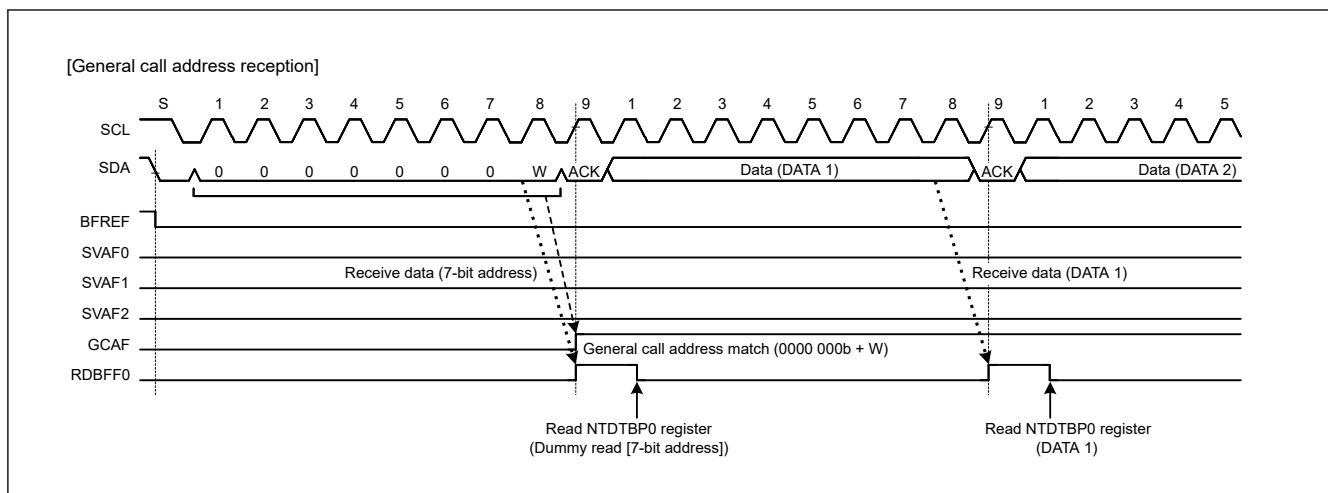 [General call address reception]
S 1 2 3 4 5 6 7 8 9 1 2 3 4 5 6 7 8 9 1 2 3 4 5
SCL
SDA 0 0 0 0 0 0 0 W ACK Data (DATA 1) ACK Data (DATA 2)
BFREF
SVAF0
Receive data (7-bit address) Receive data (DATA 1)
SVAF1
SVAF2
GCAF
General call address match (0000 000b + W)
RDBFF0
Read NTDTBP0 register Read NTDTBP0 register
(Dummy read [7-bit address]) (DATA 1)